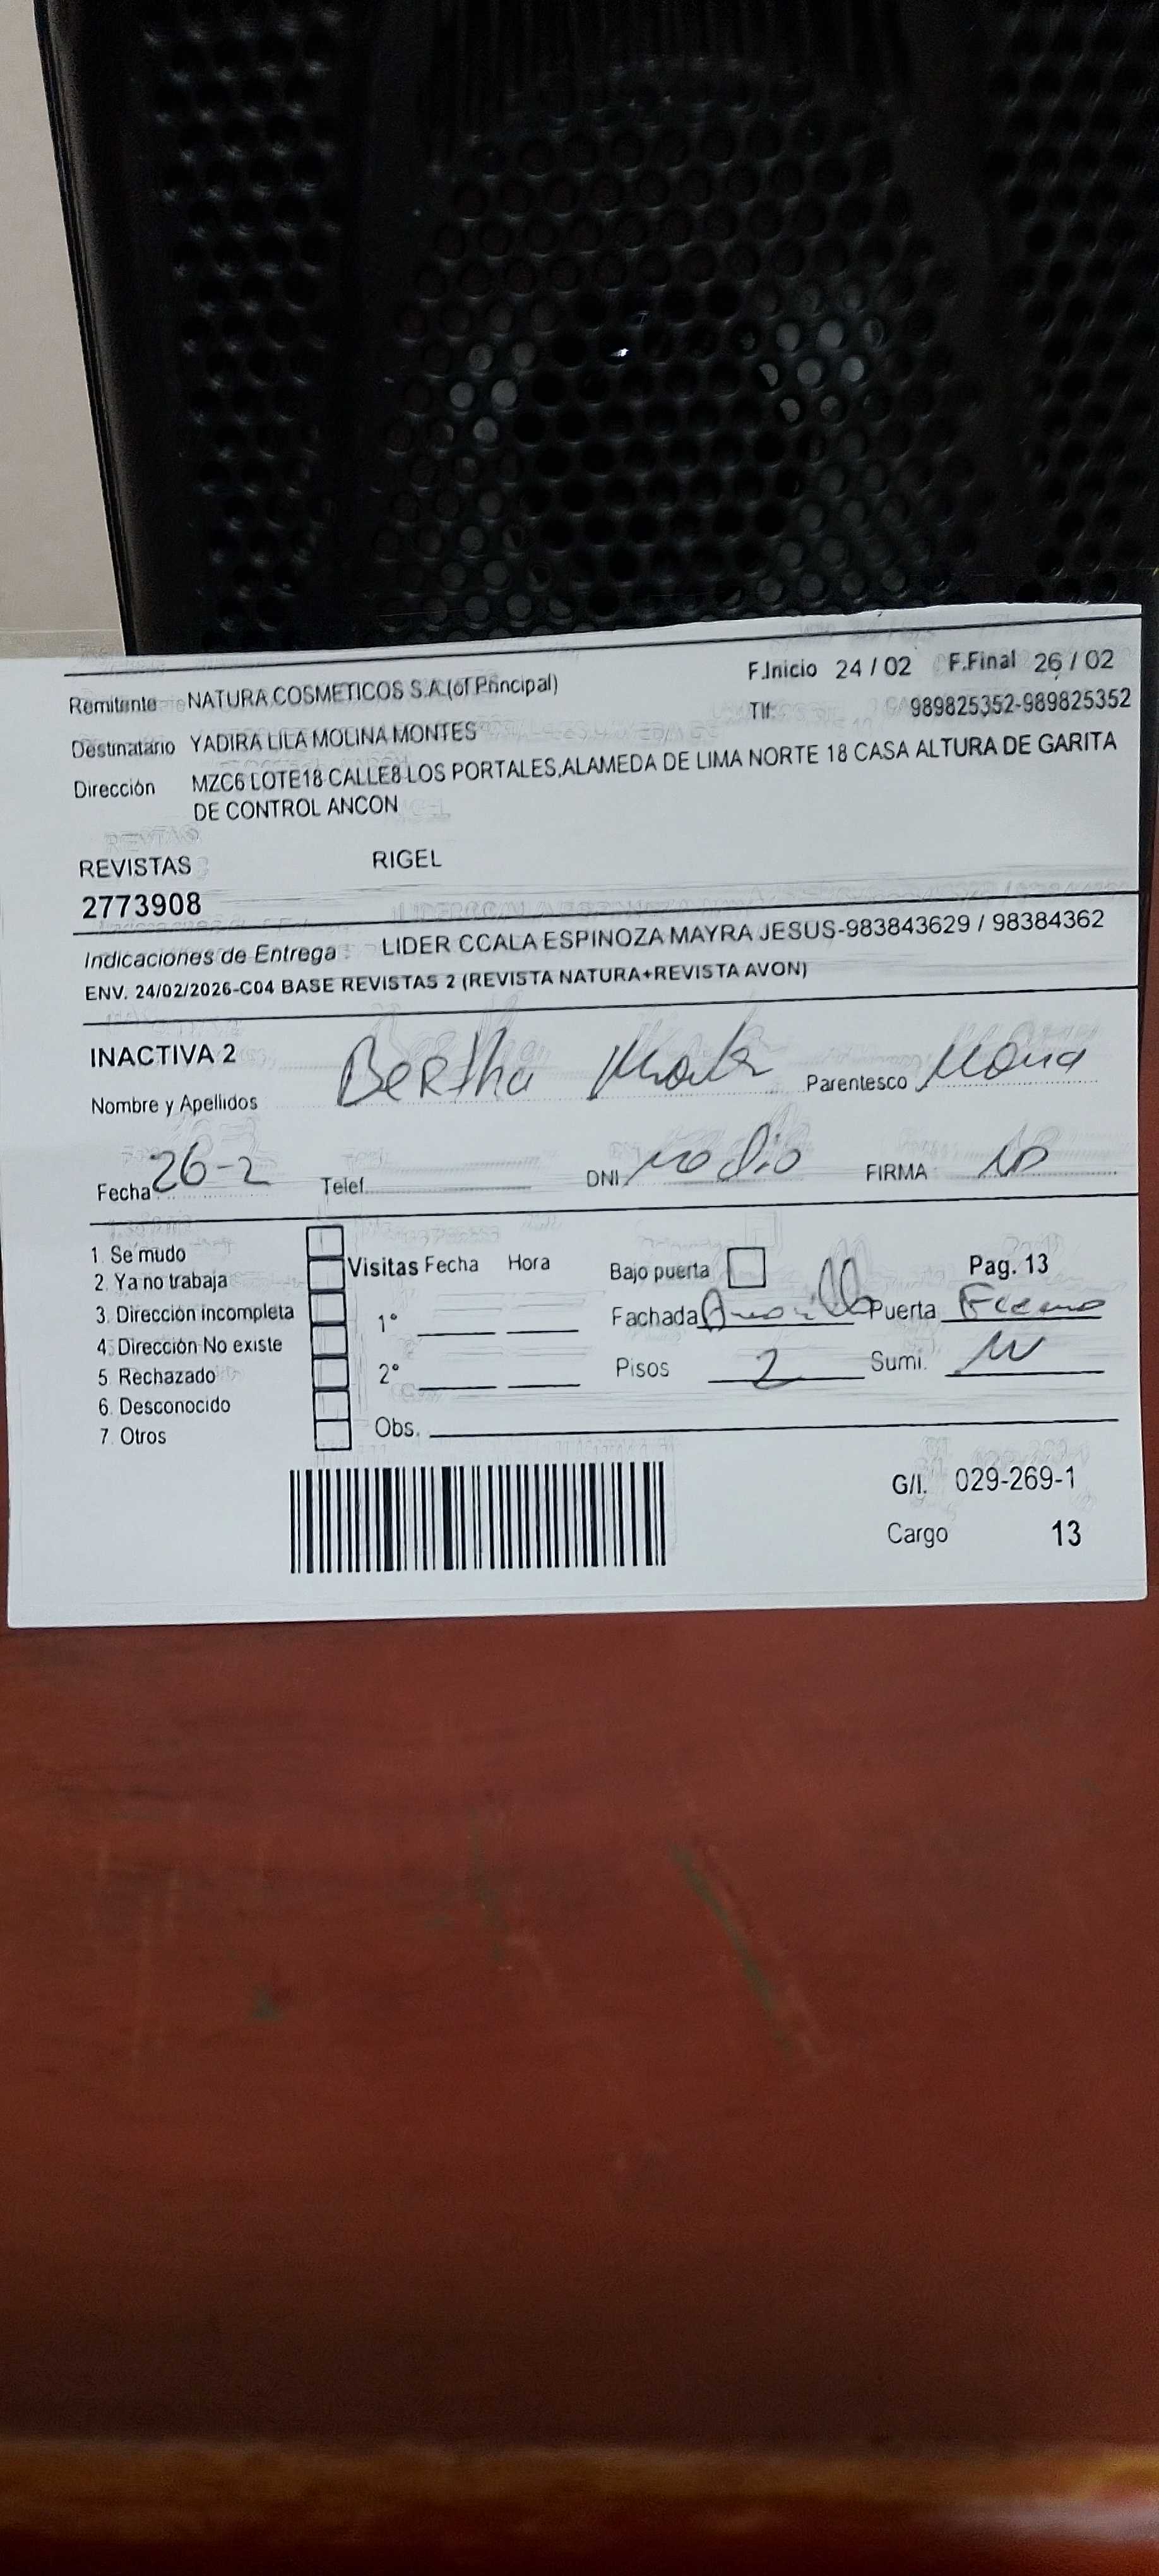 Remitente NATURA COSMETICOS S.A.(of.Principal) F.Inicio 24 / 02 F.Final 26 / 02
Tlf: 989825352-989825352
Destinatario YADIRA LILA MOLINA MONTES
Dirección MZC6 LOTE18 CALLE8 LOS PORTALES,ALAMEDA DE LIMA NORTE 18 CASA ALTURA DE GARITA
DE CONTROL ANCON
REVISTAS RIGEL
2773908
Indicaciones de Entrega : LIDER CCALA ESPINOZA MAYRA JESUS-983843629 / 98384362
ENV. 24/02/2026-C04 BASE REVISTAS 2 (REVISTA NATURA+REVISTA AVON)
INACTIVA 2
Nombre y Apellidos Bertha Parentesco
Fecha 26-2 Telef. DNI no dio FIRMA
1. Se mudo
2. Ya no trabaja
3. Dirección incompleta
4. Dirección No existe
5. Rechazado
6. Desconocido
7. Otros
Visitas Fecha Hora
1°
2°
Obs.
Bajo puerta Pag. 13
Fachada Puerta
Pisos 2 Sumi.
G/I. 029-269-1
Cargo 13